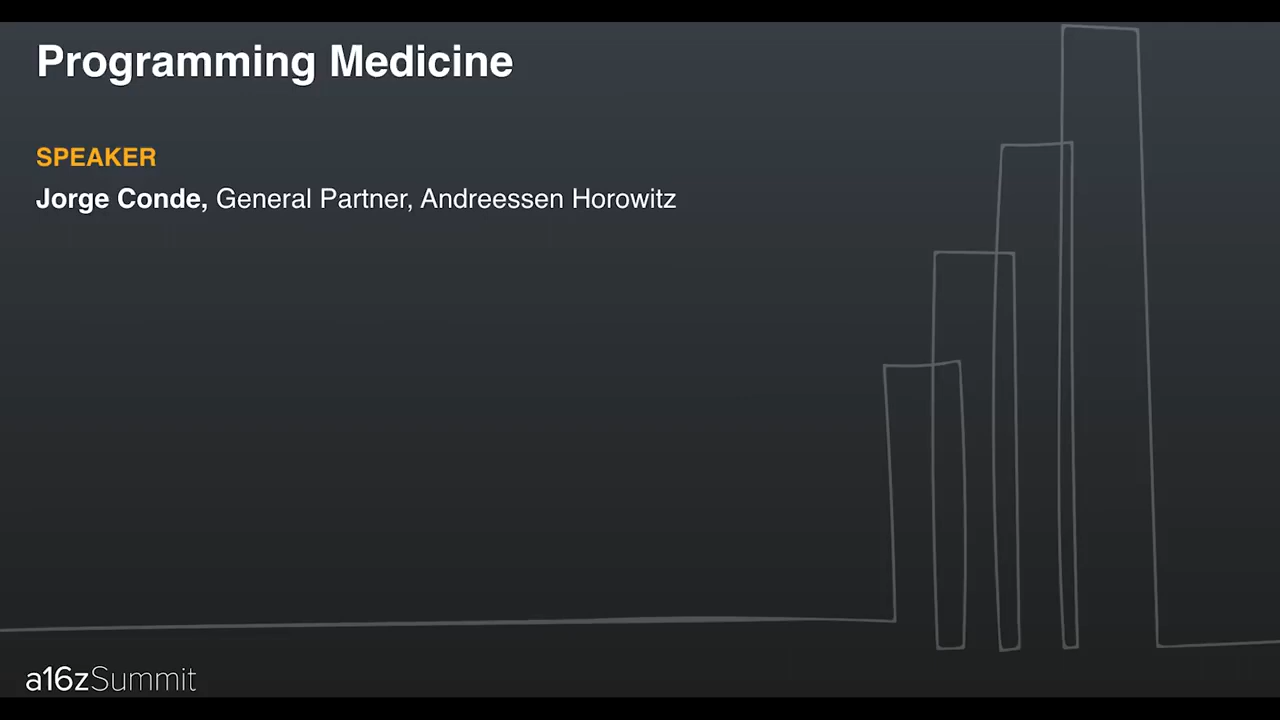 Programming Medicine
SPEAKER
Jorge Conde, General Partner, Andreessen Horowitz
a16zSummit